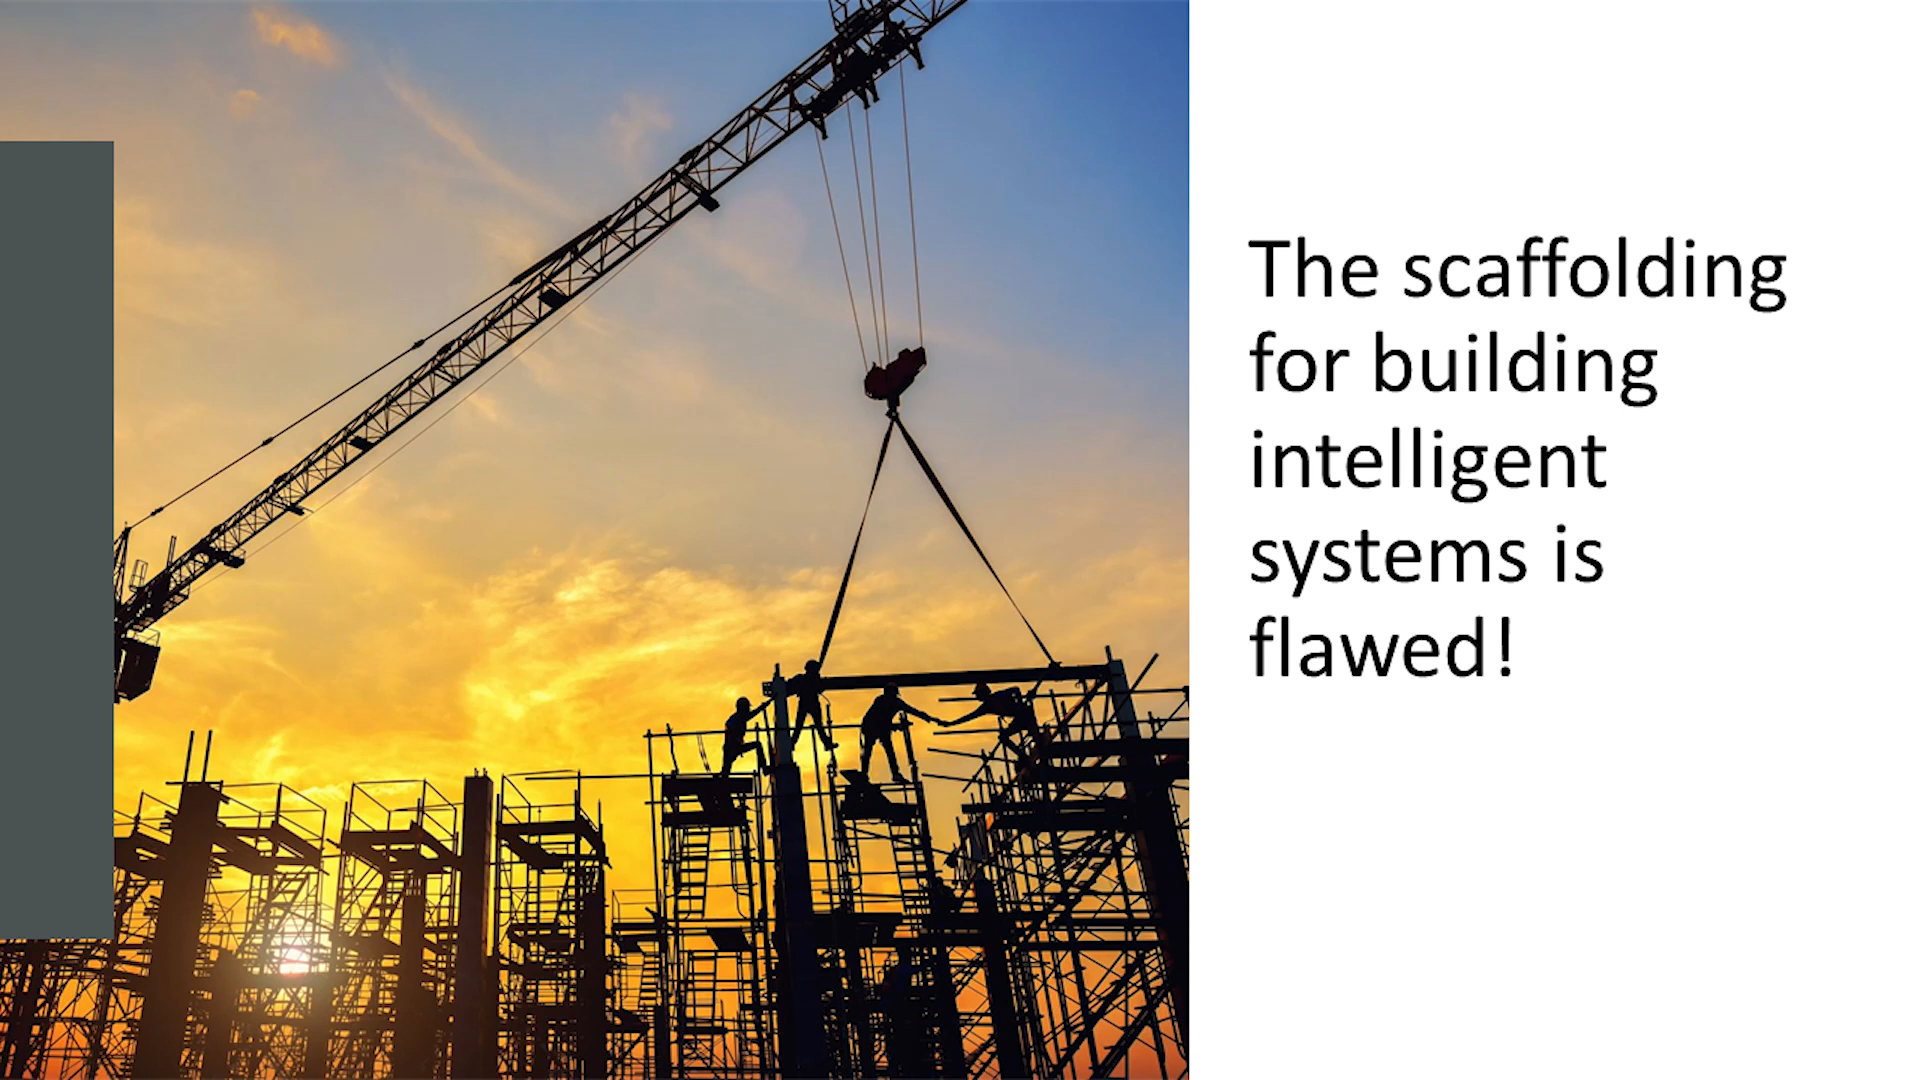 The scaffolding
for building
intelligent
systems is
flawed!